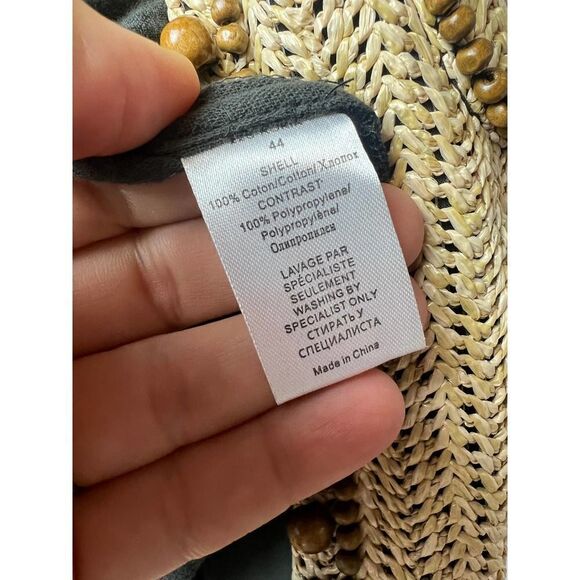 44
SHELL
100% Coton/Cotton/Хлопок
CONTRAST
100% Polypropylene/
Polypropylène/
Олипропилен
LAVAGE PAR
SPÉCIALISTE
SEULEMENT
WASHING BY
SPECIALIST ONLY
СТИРАТЬ У
СПЕЦИАЛИСТА
Made in China